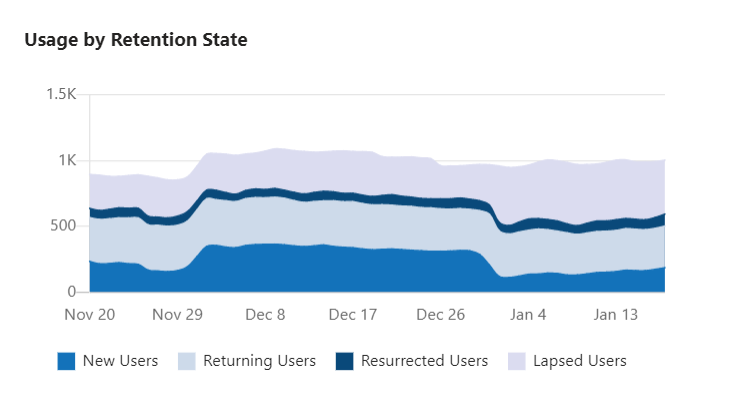 Usage by Retention State
1.5K
1K
500
0
Nov 20 Nov 29 Dec 8 Dec 17 Dec 26 Jan 4 Jan 13
New Users Returning Users Resurrected Users Lapsed Users